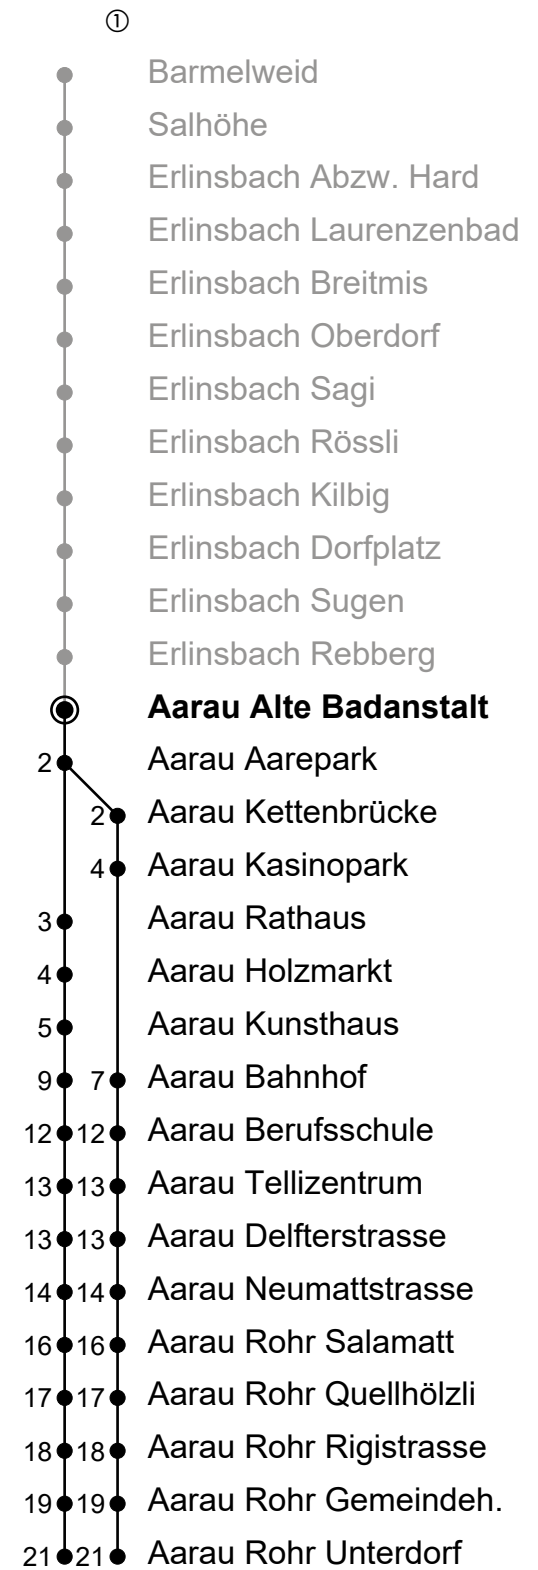 ①
Barmelweid
Salhöhe
Erlinsbach Abzw. Hard
Erlinsbach Laurenzenbad
Erlinsbach Breitmis
Erlinsbach Oberdorf
Erlinsbach Sagi
Erlinsbach Rössli
Erlinsbach Kilbig
Erlinsbach Dorfplatz
Erlinsbach Sugen
Erlinsbach Rebberg
Aarau Alte Badanstalt
2 Aarau Aarepark
2 Aarau Kettenbrücke
4 Aarau Kasinopark
3 Aarau Rathaus
4 Aarau Holzmarkt
5 Aarau Kunsthaus
9 7 Aarau Bahnhof
12 12 Aarau Berufsschule
13 13 Aarau Tellizentrum
13 13 Aarau Delfterstrasse
14 14 Aarau Neumattstrasse
16 16 Aarau Rohr Salamatt
17 17 Aarau Rohr Quellhölzli
18 18 Aarau Rohr Rigistrasse
19 19 Aarau Rohr Gemeindeh.
21 21 Aarau Rohr Unterdorf